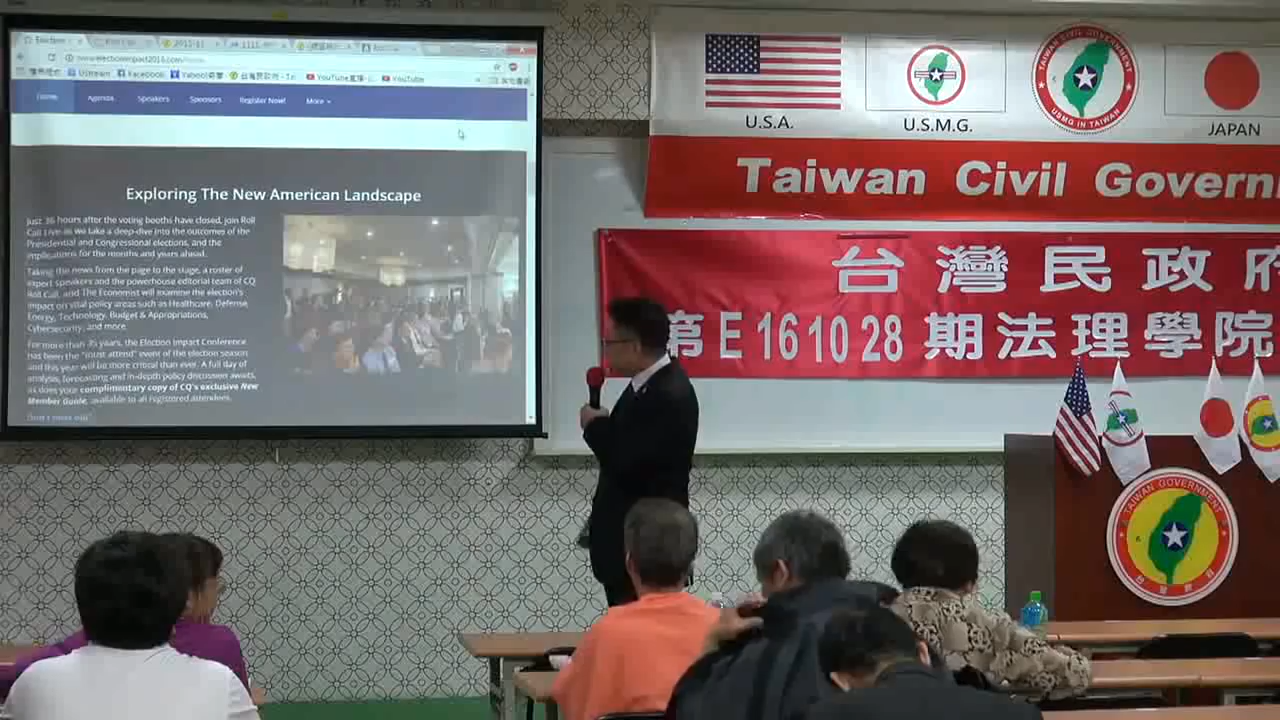 Ustream
Facebook
YouTube
YouTube
Home
Agenda
Speakers
Sponsors
Register Now!
More
Exploring The New American Landscape
Just 36 hours after the voting booths have closed, join Roll
Call Live as we take a deep-dive into the outcomes of the
Presidential and Congressional elections, and the
implications for the months and years ahead.
Taking the news from the page to the stage, a roster of
expert speakers and the powerhouse editorial team of CQ
Roll Call, and The Economist will examine the election's
impact on vital policy areas such as Healthcare, Defense,
Energy, Technology, Budget & Appropriations,
Cybersecurity, and more.
For more than 35 years, the Election Impact Conference
has been the "must attend" event of the election season
and this year will be more critical than ever. A full day of
analysis, forecasting and in-depth policy discussion awaits,
as does your complimentary copy of CQ's exclusive New
Member Guide, available to all registered attendees.
U.S.A.
U.S.M.G.
TAIWAN CIVIL GOVERNMENT
USMG IN TAIWAN
JAPAN
Taiwan Civil Governm
台灣民政府
第E161028期法理學院
TAIWAN GOVERNMENT